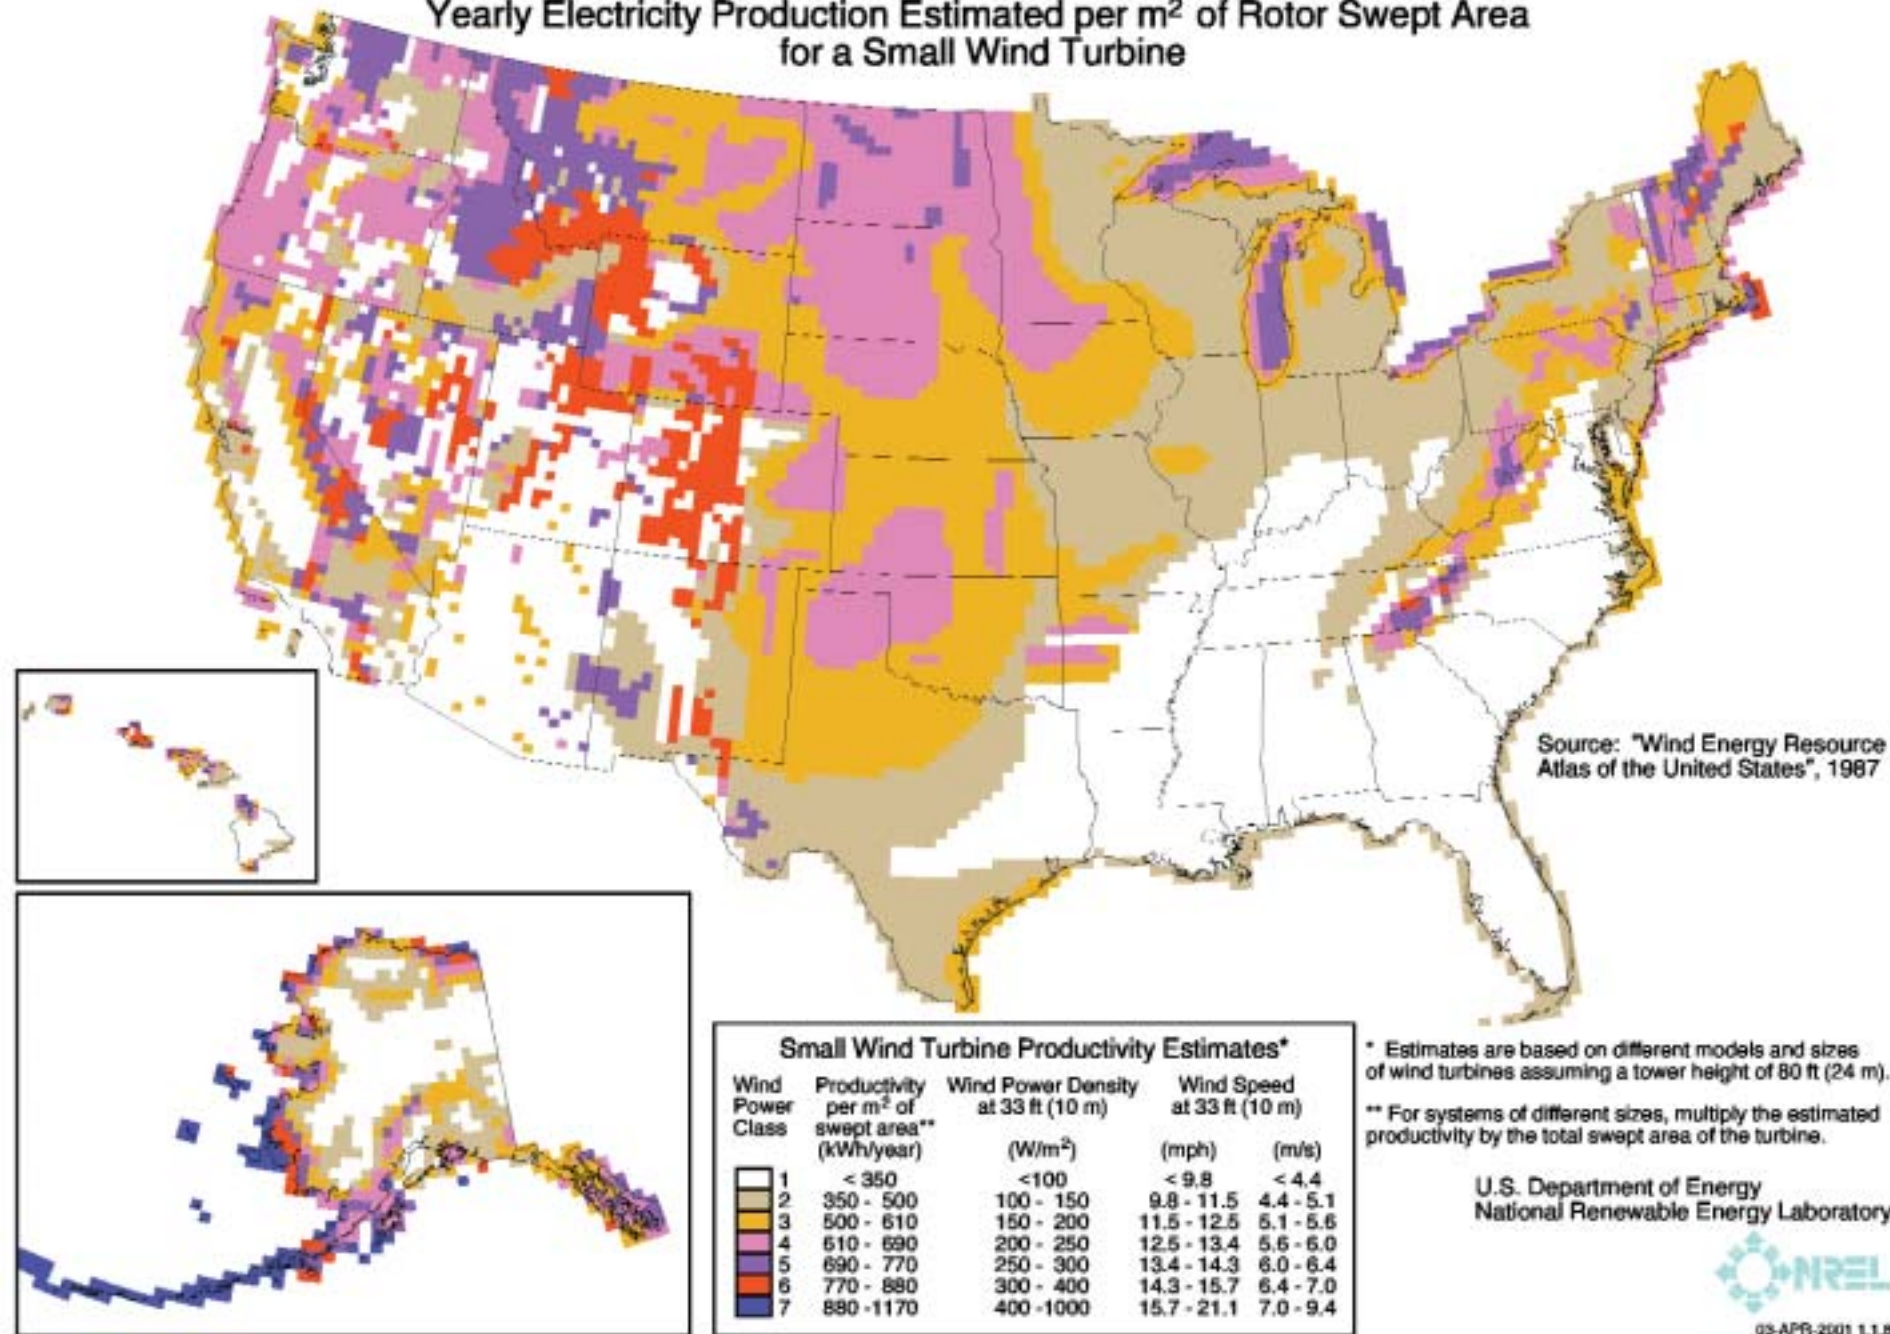 Yearly Electricity Production Estimated per m² of Rotor Swept Area
for a Small Wind Turbine
Source: "Wind Energy Resource
Atlas of the United States", 1987
Small Wind Turbine Productivity Estimates*
Wind Productivity Wind Power Density Wind Speed
Power per m² of at 33 ft (10 m) at 33 ft (10 m)
Class swept area**
(kWh/year) (W/m²) (mph) (m/s)
1 < 350 <100 < 9.8 < 4.4
2 350 - 500 100 - 150 9.8 - 11.5 4.4 - 5.1
3 500 - 610 150 - 200 11.5 - 12.5 5.1 - 5.6
4 610 - 690 200 - 250 12.5 - 13.4 5.6 - 6.0
5 690 - 770 250 - 300 13.4 - 14.3 6.0 - 6.4
6 770 - 880 300 - 400 14.3 - 15.7 6.4 - 7.0
7 880 -1170 400 -1000 15.7 - 21.1 7.0 - 9.4
* Estimates are based on different models and sizes
of wind turbines assuming a tower height of 80 ft (24 m).
** For systems of different sizes, multiply the estimated
productivity by the total swept area of the turbine.
U.S. Department of Energy
National Renewable Energy Laboratory
NREL
03-APR-2001 1.1.8